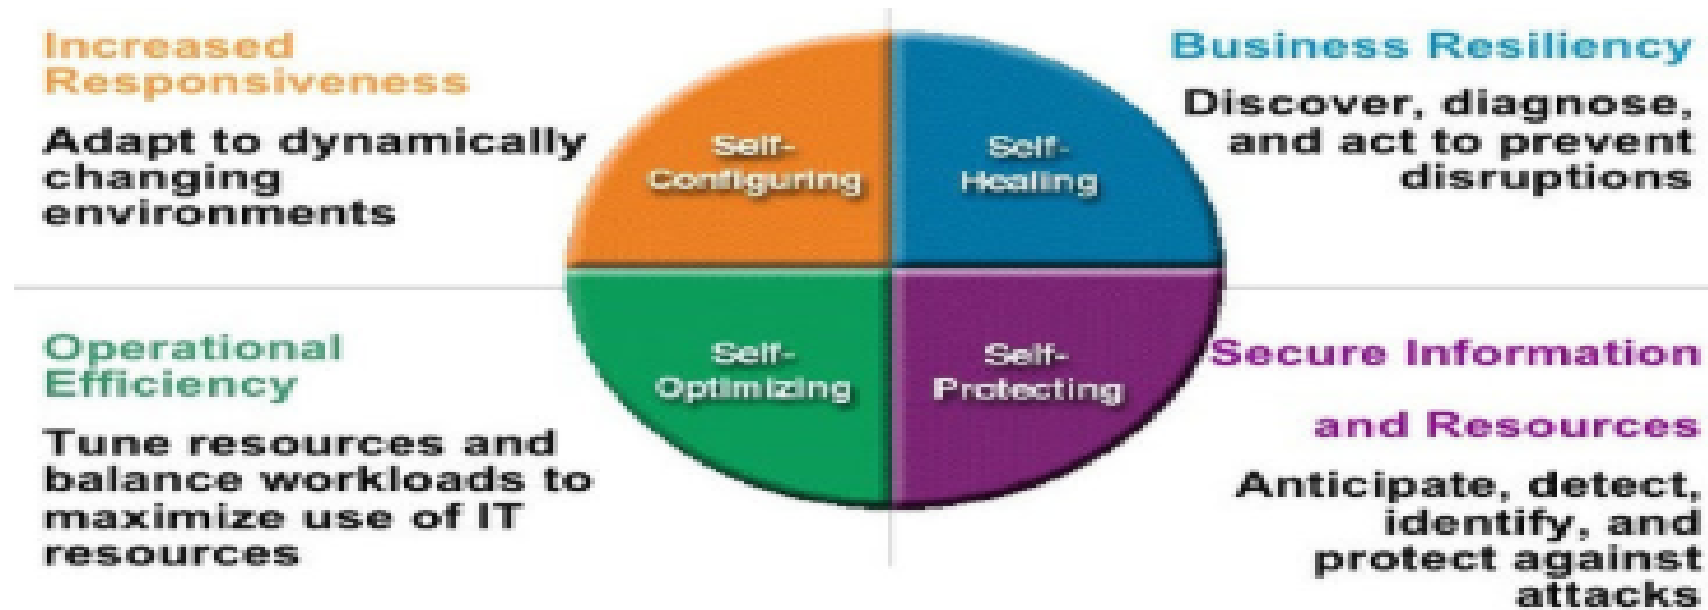 Increased
Responsiveness
Adapt to dynamically
changing
environments
Self-
Configuring
Self-
Healing
Business Resiliency
Discover, diagnose,
and act to prevent
disruptions
Operational
Efficiency
Tune resources and
balance workloads to
maximize use of IT
resources
Self-
Optimizing
Self-
Protecting
Secure Information
and Resources
Anticipate, detect,
identify, and
protect against
attacks